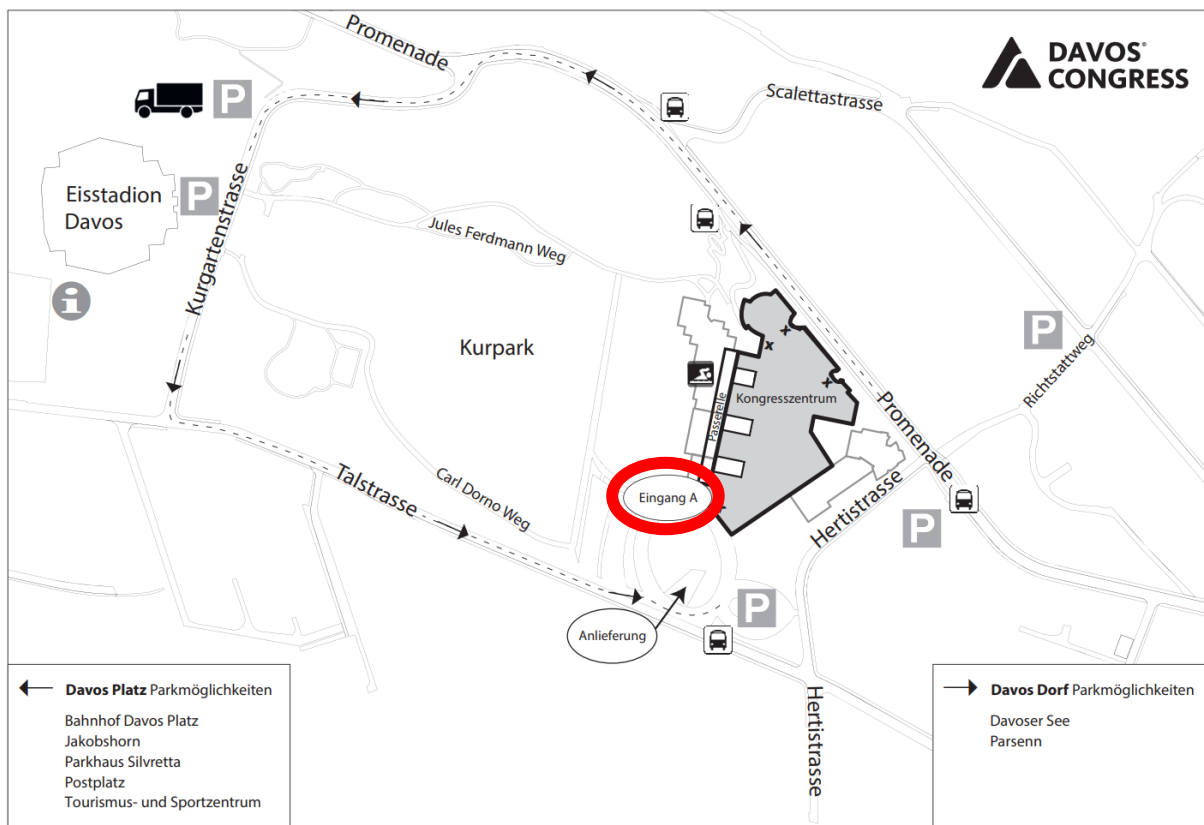 Promenade
DAVOS®
CONGRESS
Scalettastrasse
P
Eisstadion
Davos
P
Kurgartenstrasse
Jules Ferdmann Weg
i
Kurpark
P
Richtstattweg
Kongresszentrum
Passerelle
Promenade
Talstrasse
Carl Dorno Weg
Eingang A
Hertistrasse
P
P
Anlieferung
Hertistrasse
Davos Platz Parkmöglichkeiten
Bahnhof Davos Platz
Jakobshorn
Parkhaus Silvretta
Postplatz
Tourismus- und Sportzentrum
Davos Dorf Parkmöglichkeiten
Davoser See
Parsenn